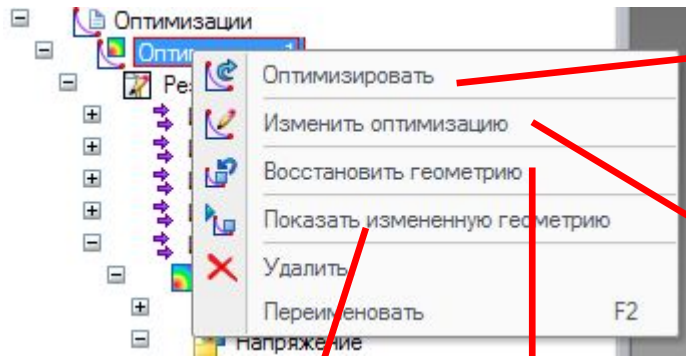 Оптимизации
Оптимизировать
Изменить оптимизацию
Восстановить геометрию
Показать измененную геометрию
Удалить
Переименовать F2
Напряжение